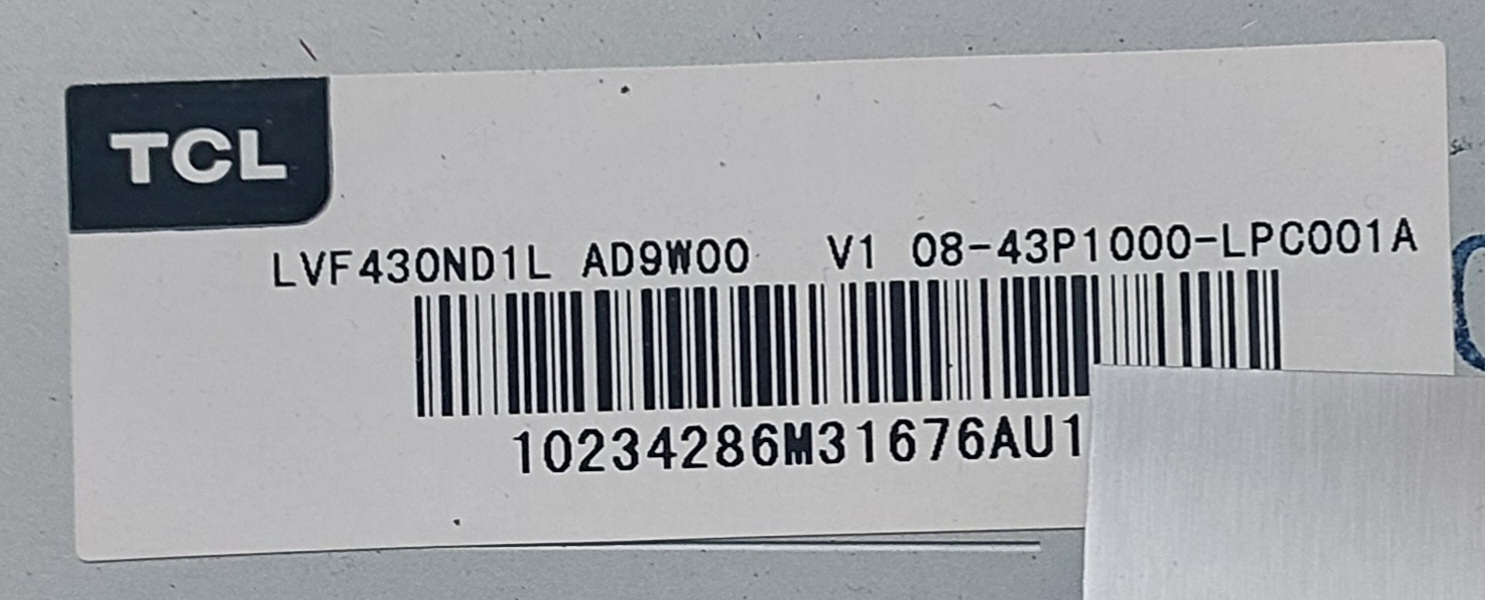 TCL
LVF430ND1L AD9W00 V1 08-43P1000-LPC001A
10234286M31676AU1